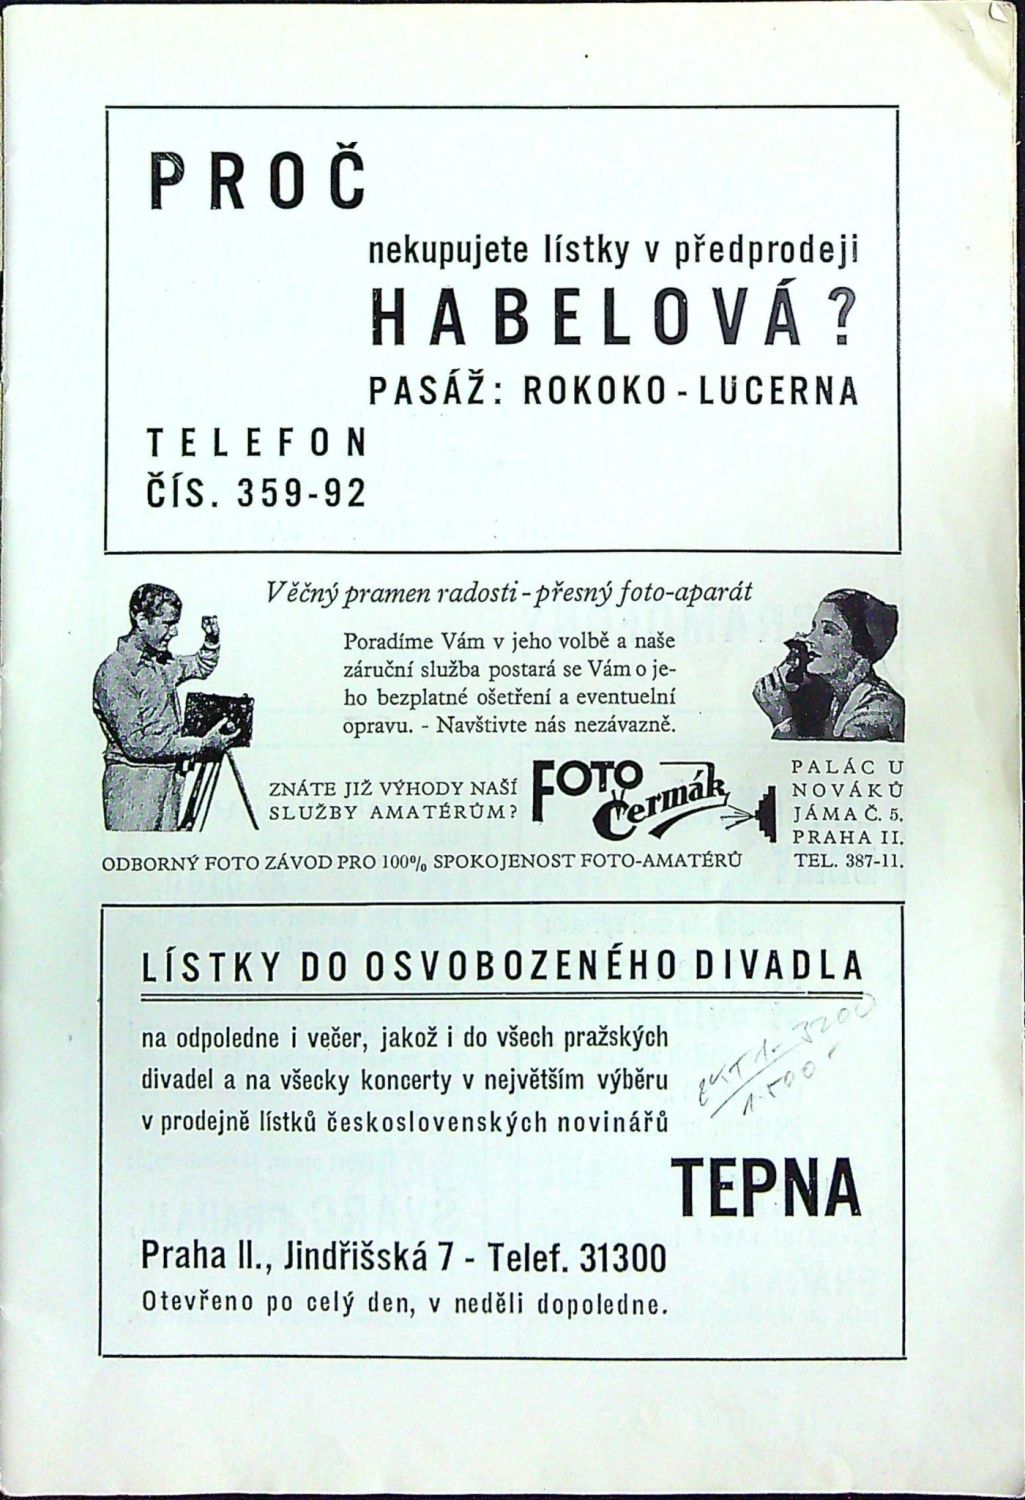 PROČ
nekupujete lístky v předprodeji
HABELOVÁ?
PASÁŽ: ROKOKO - LUCERNA
TELEFON
ČÍS. 359-92
Věčný pramen radosti - přesný foto-aparát
Poradíme Vám v jeho volbě a naše
záruční služba postará se Vám o je-
ho bezplatné ošetření a eventuelní
opravu. - Navštivte nás nezávazně.
ZNÁTE JIŽ VÝHODY NAŠÍ
SLUŽBY AMATÉRŮM?
FOTO
Čermák
PALÁC U
NOVÁKŮ
JÁMA Č. 5.
PRAHA II.
TEL. 387-11.
ODBORNÝ FOTO ZÁVOD PRO 100% SPOKOJENOST FOTO-AMATÉRŮ
LÍSTKY DO OSVOBOZENÉHO DIVADLA
na odpoledne i večer, jakož i do všech pražských
divadel a na všecky koncerty v největším výběru
v prodejně lístků československých novinářů
3200
1.500-
TEPNA
Praha II., Jindřišská 7 - Telef. 31300
Otevřeno po celý den, v neděli dopoledne.